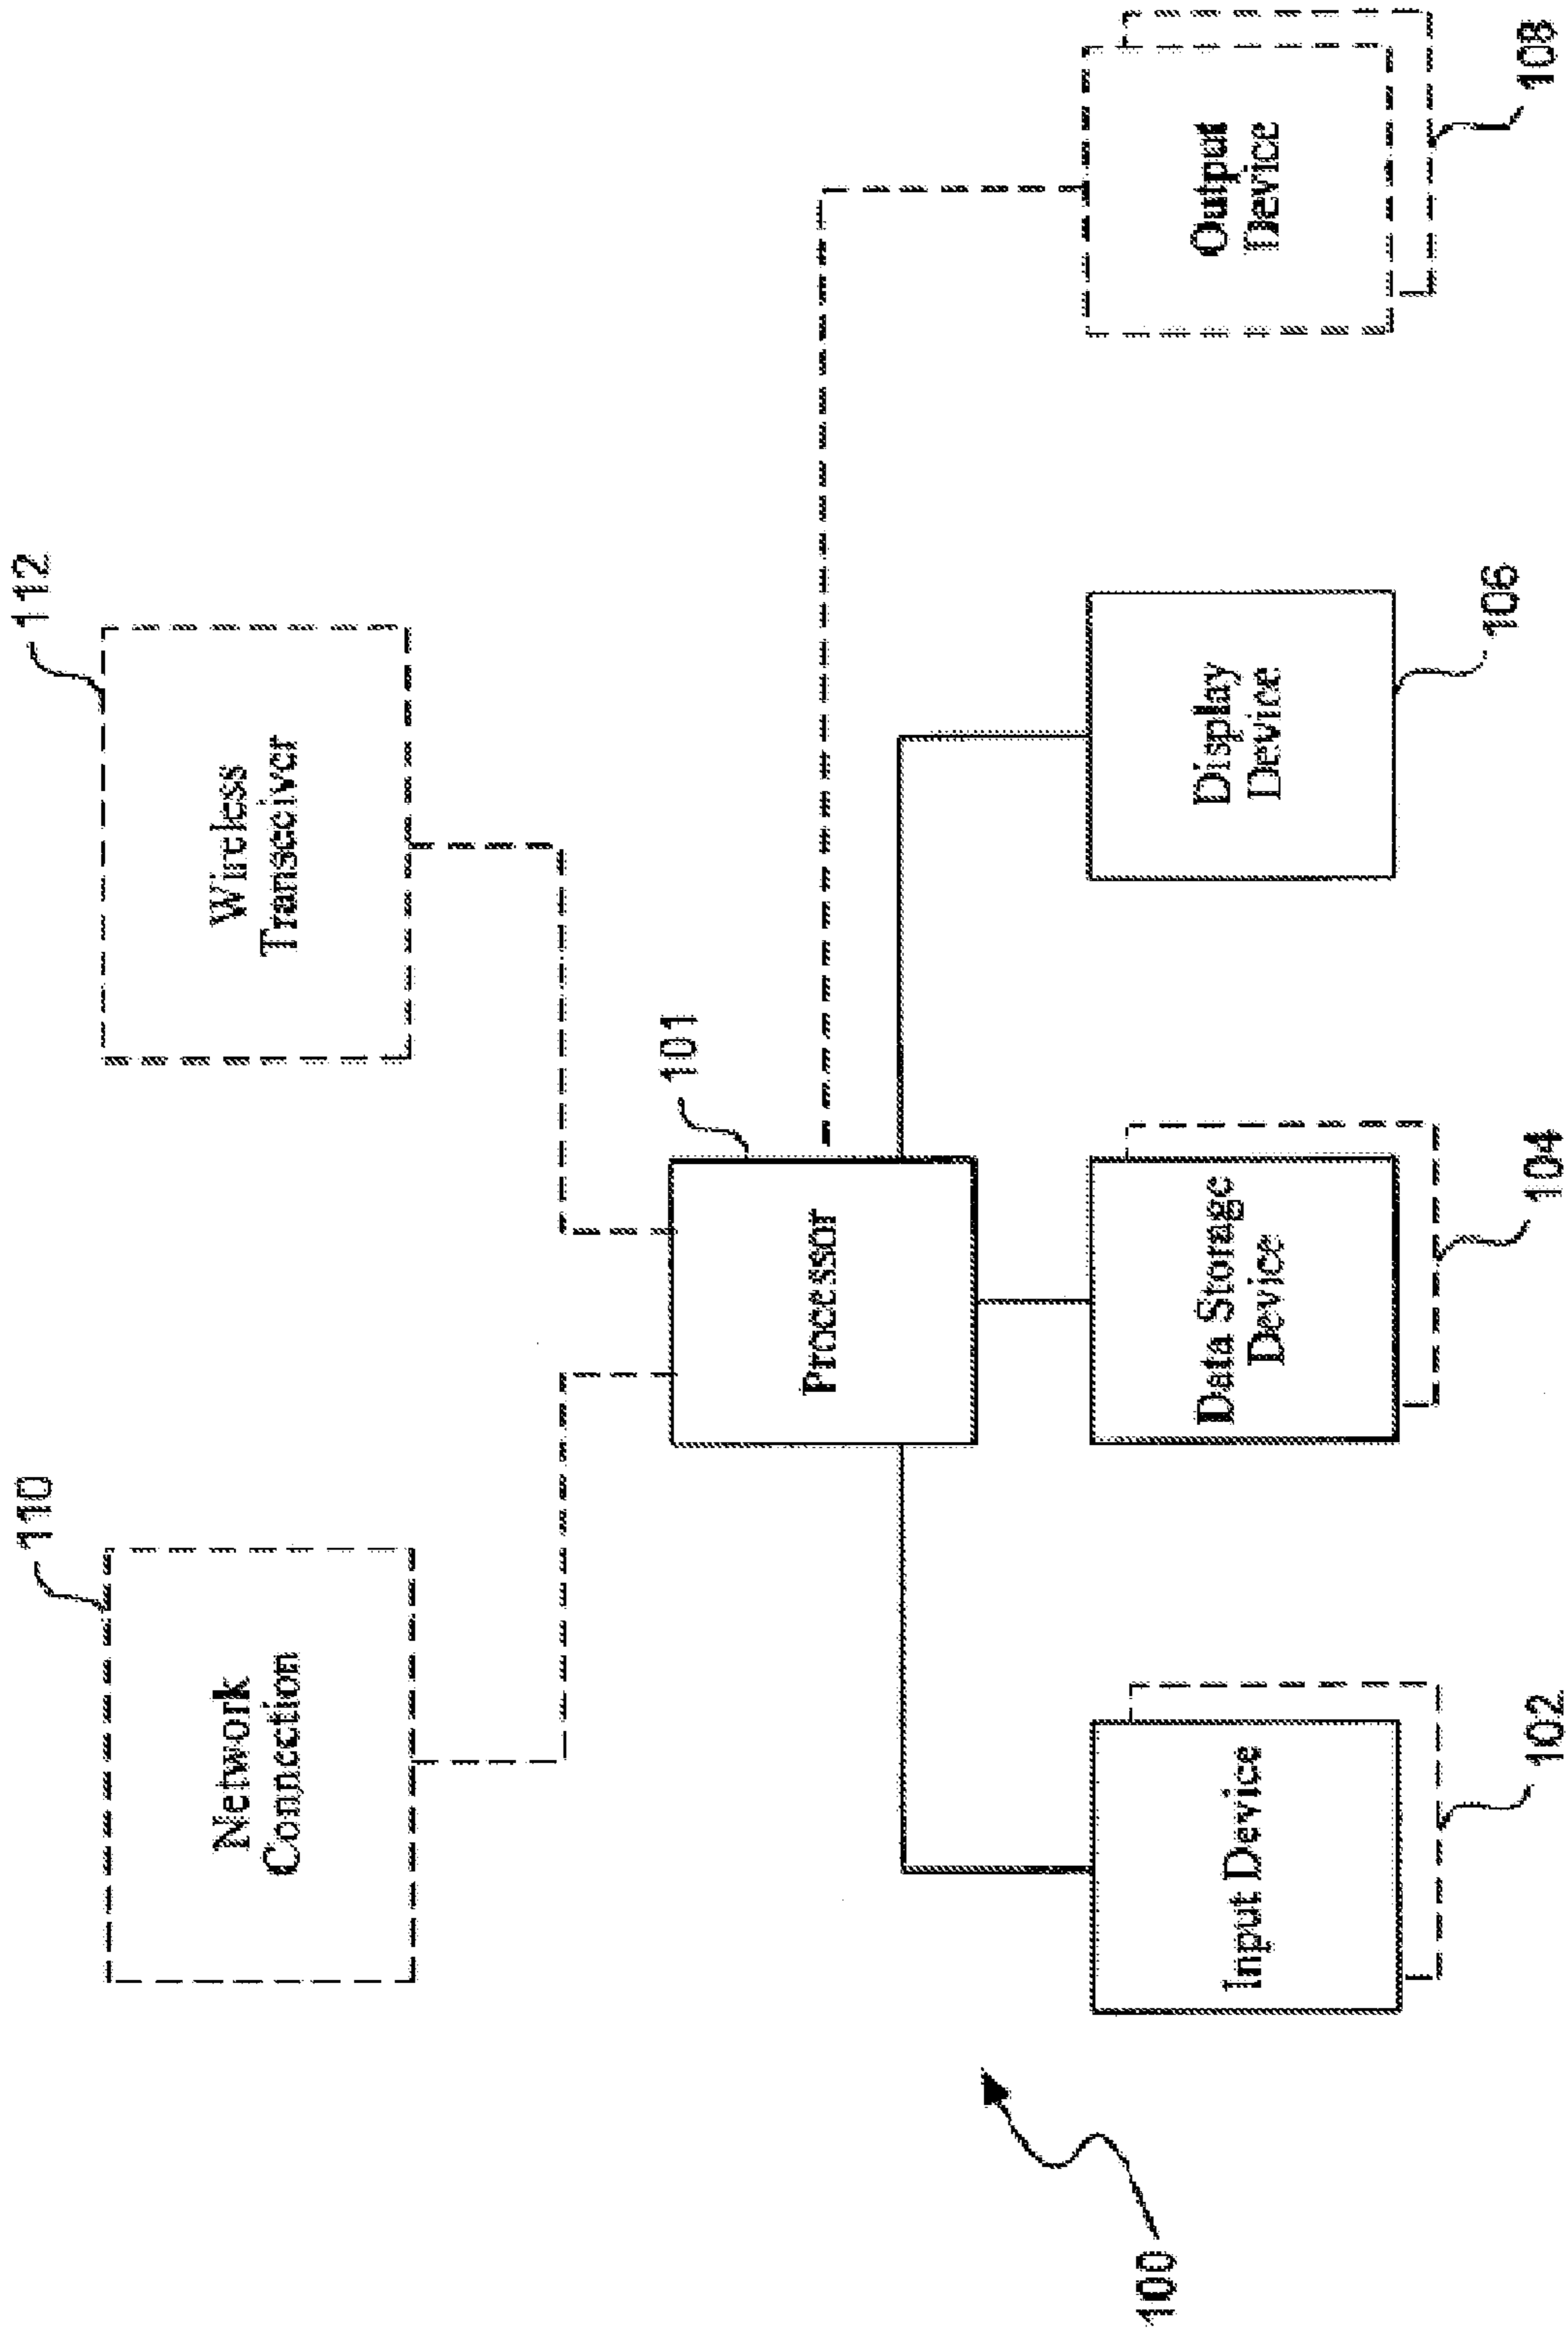 110
Network
Connection
112
Wireless
Transceiver
101
Processor
100
Input Device
102
Data Storage
Device
104
Display
Device
106
Output
Device
108